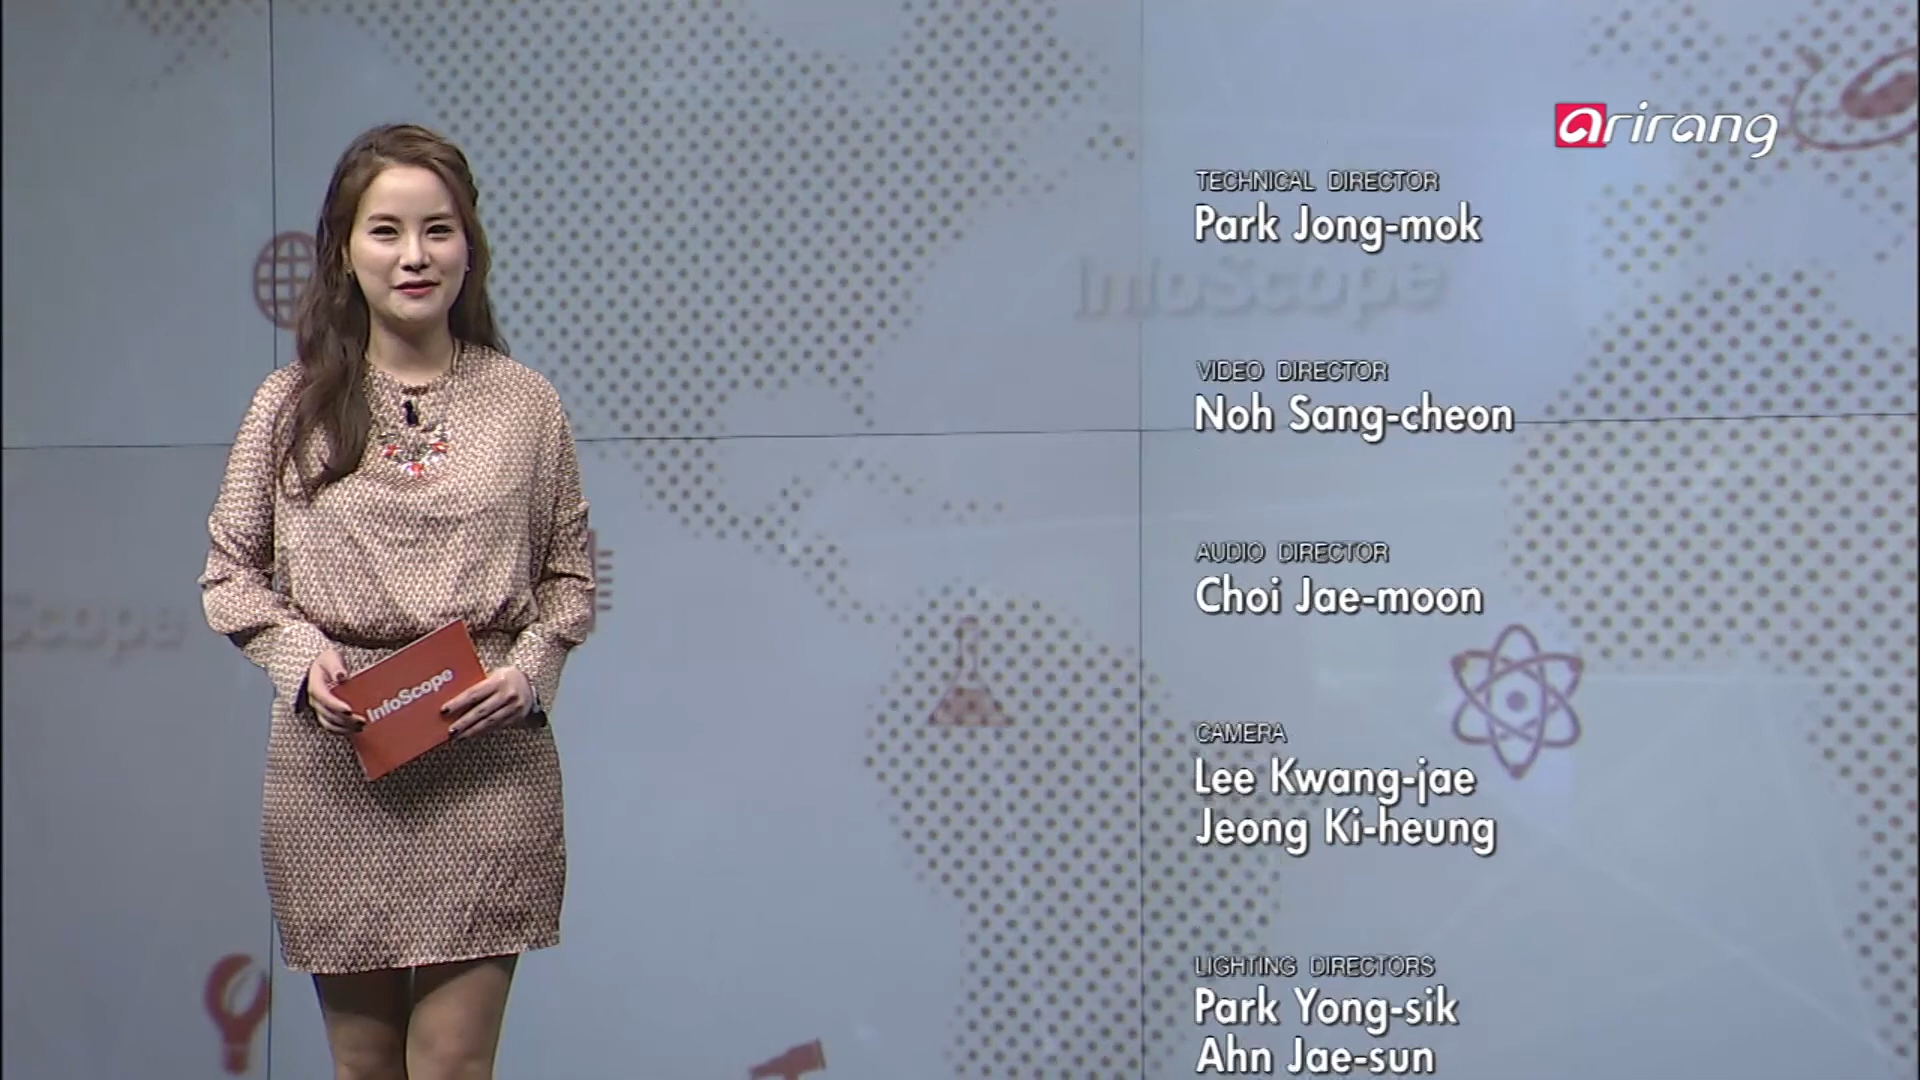 arirang
TECHNICAL DIRECTOR
Park Jong-mok
InfoScope
VIDEO DIRECTOR
Noh Sang-cheon
AUDIO DIRECTOR
Choi Jae-moon
Scope
InfoScope
CAMERA
Lee Kwang-jae
Jeong Ki-heung
LIGHTING DIRECTORS
Park Yong-sik
Ahn Jae-sun